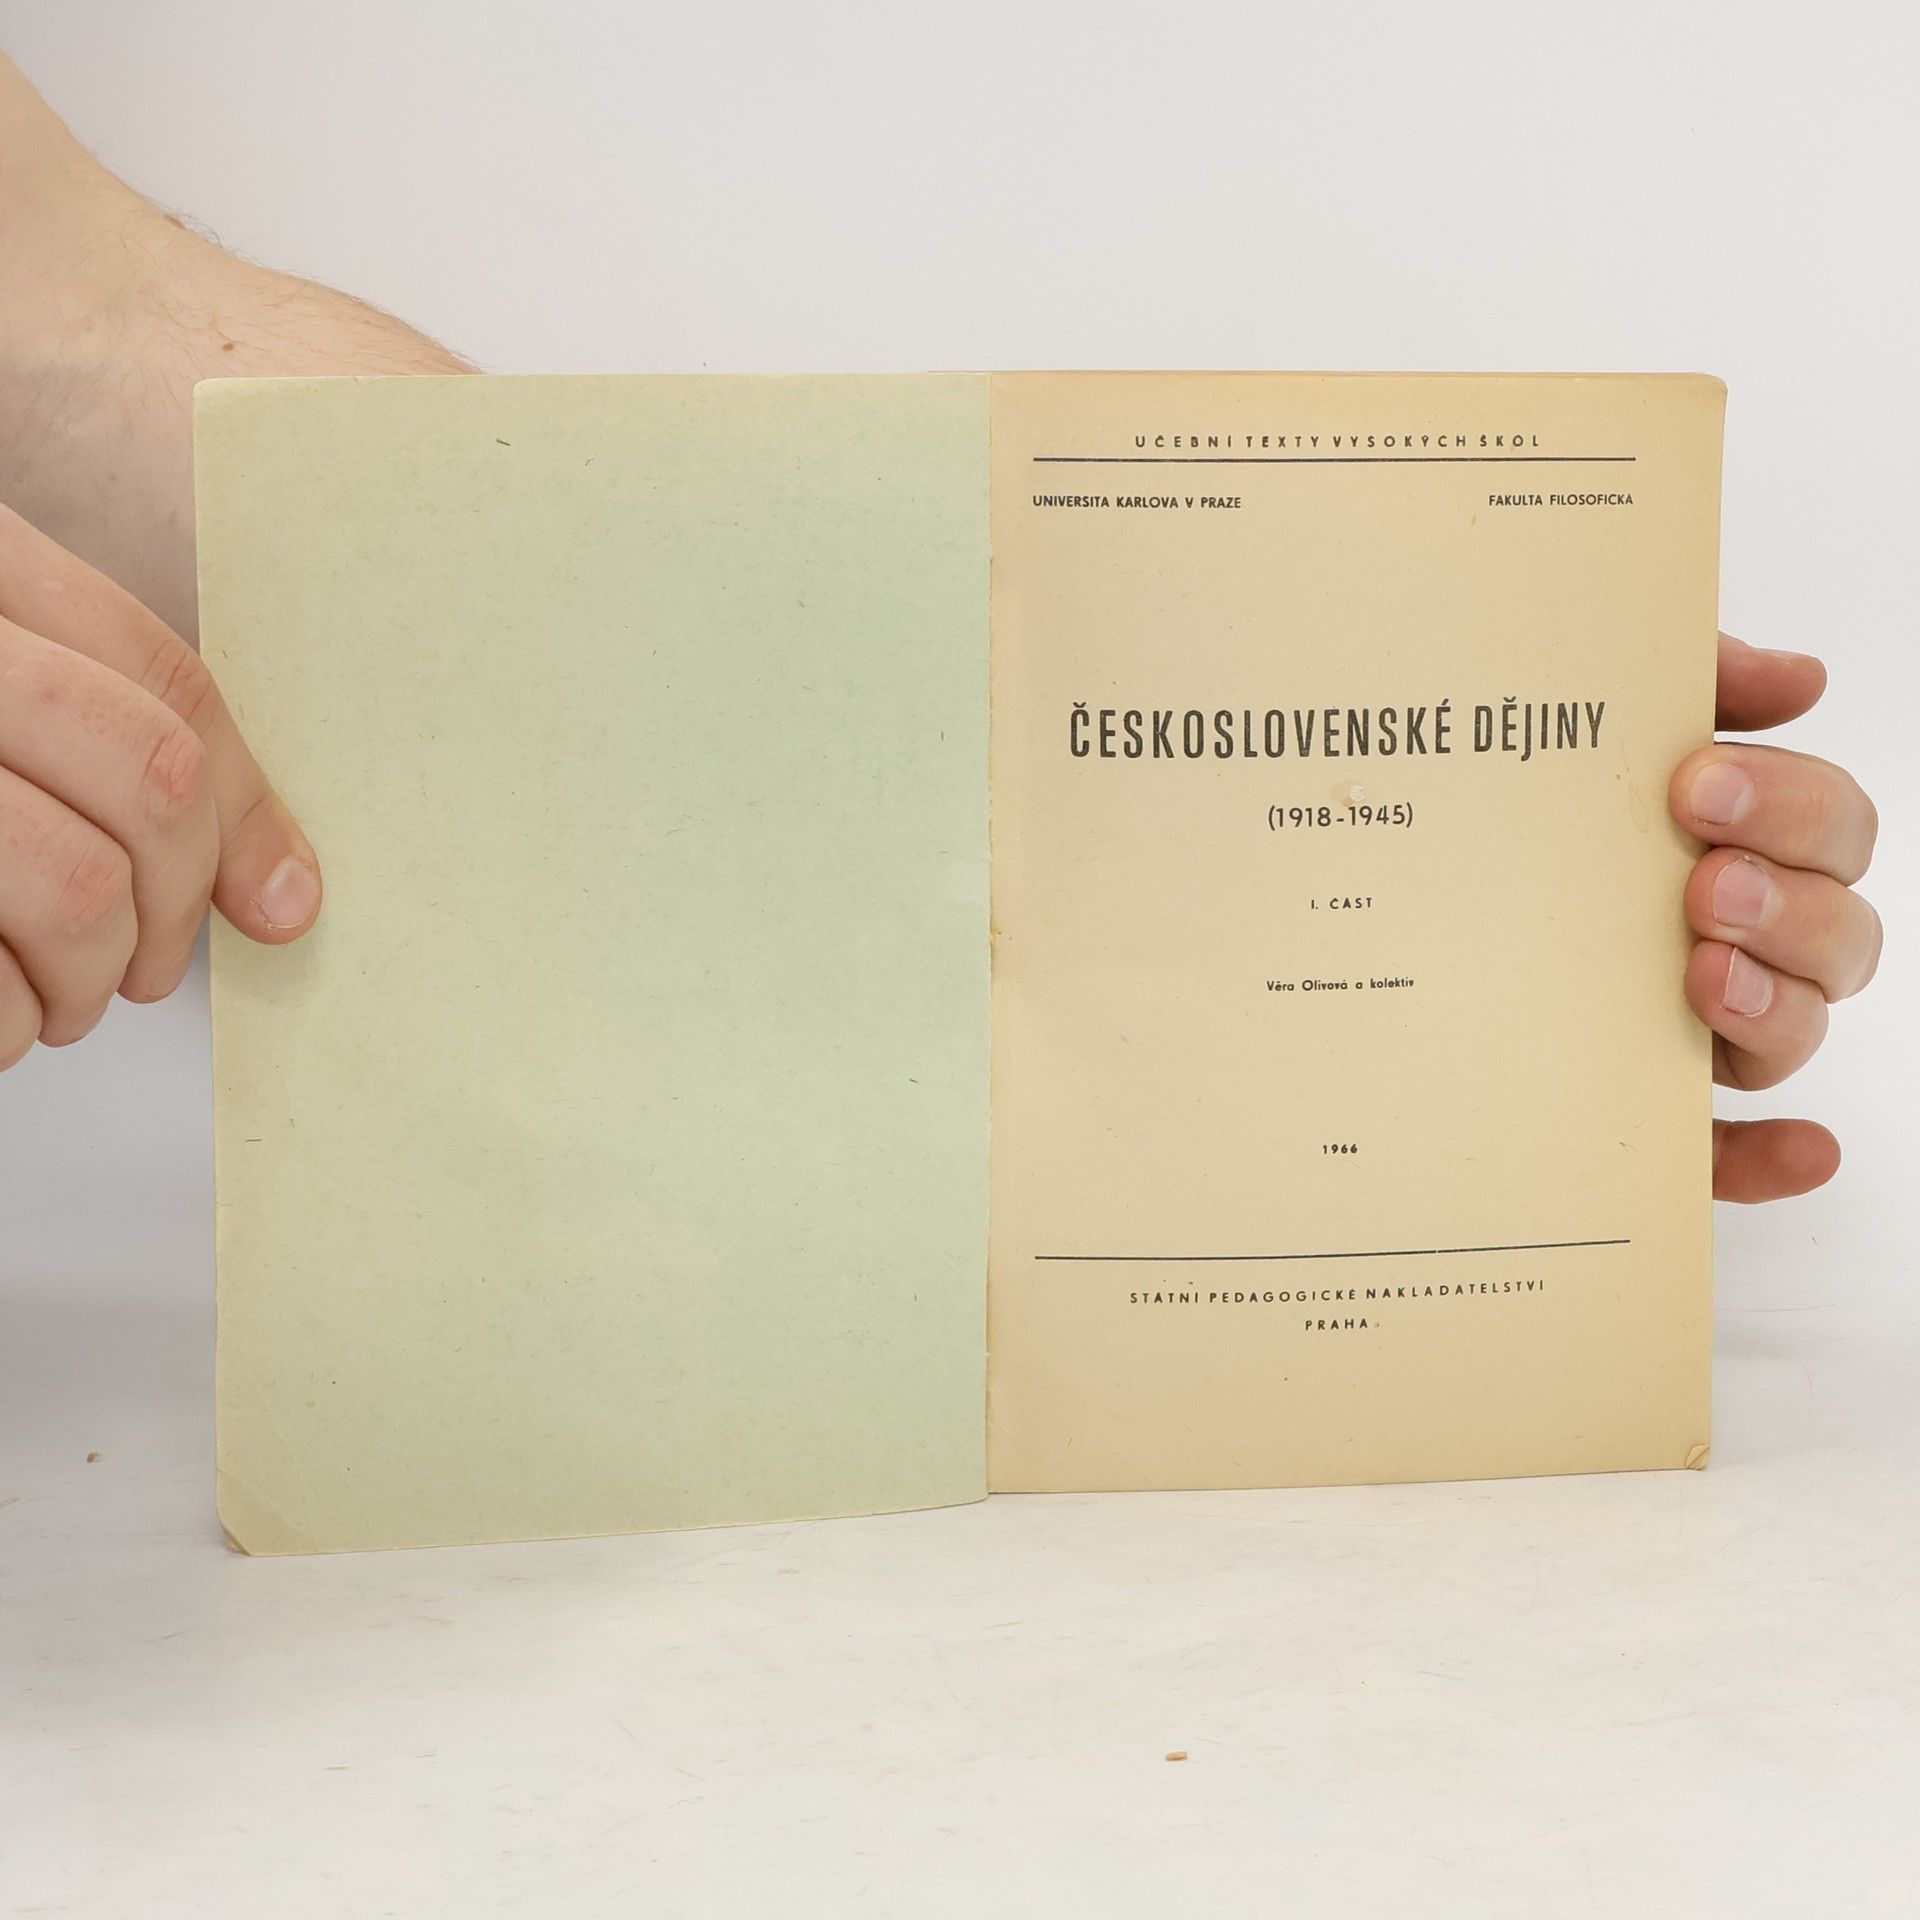 UČEBNÍ TEXTY VYSOKÝCH ŠKOL
UNIVERSITA KARLOVA V PRAZE
FAKULTA FILOSOFICKÁ
ČESKOSLOVENSKÉ DĚJINY
(1918-1945)
I. ČÁST
Věra Olivová a kolektiv
1966
STÁTNÍ PEDAGOGICKÉ NAKLADATELSTVÍ
PRAHA